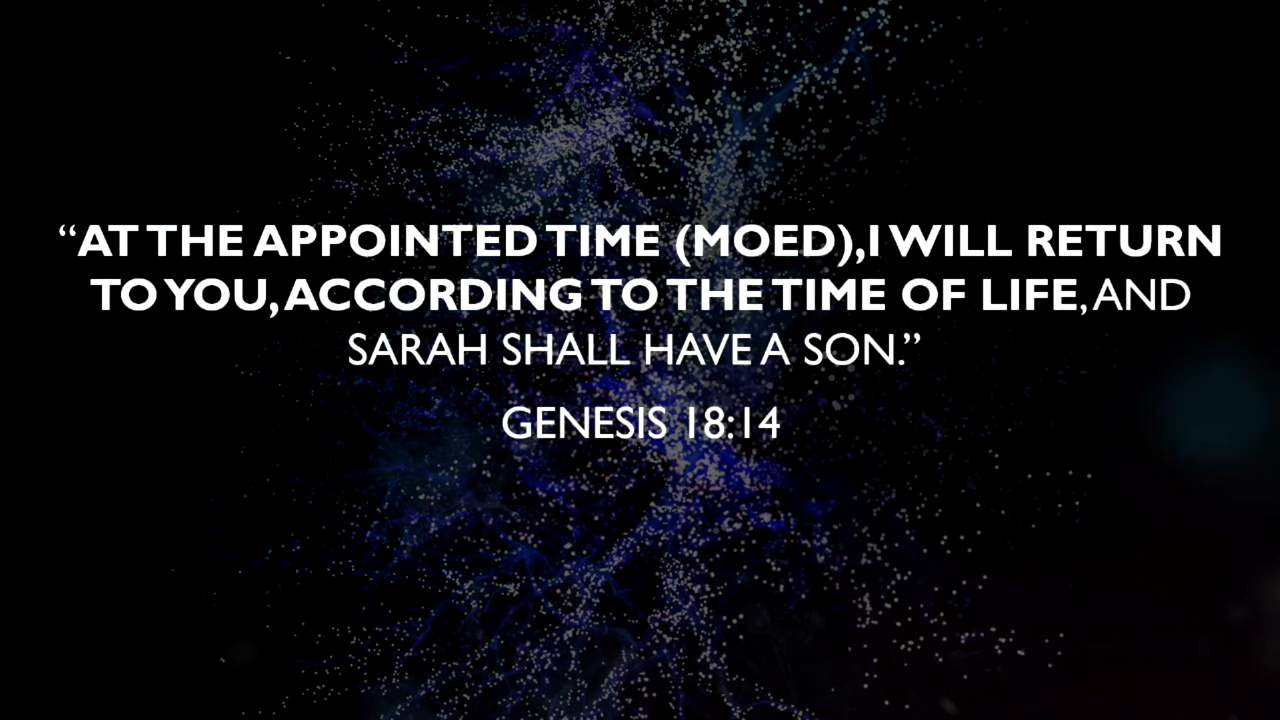 “AT THE APPOINTED TIME (MOED), I WILL RETURN
TO YOU, ACCORDING TO THE TIME OF LIFE, AND
SARAH SHALL HAVE A SON.”
GENESIS 18:14